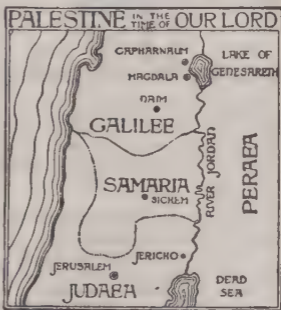 PALESTINE IN THE TIME OF OUR LORD
CAPHARNAUM
LAKE OF
GENESARETH
MAGDALA
NAIM
GALILEE
RIVER JORDAN
PERAEA
SAMARIA
SICHEM
JERICHO
JERUSALEM
DEAD
SEA
JUDAEA